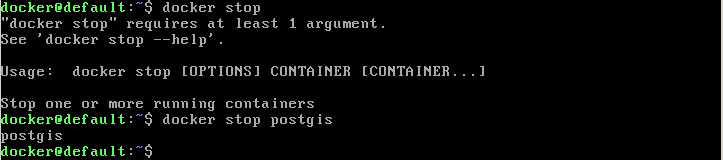 docker@default:~$ docker stop
"docker stop" requires at least 1 argument.
See 'docker stop --help'.
Usage:  docker stop [OPTIONS] CONTAINER [CONTAINER...]
Stop one or more running containers
docker@default:~$ docker stop postgis
postgis
docker@default:~$